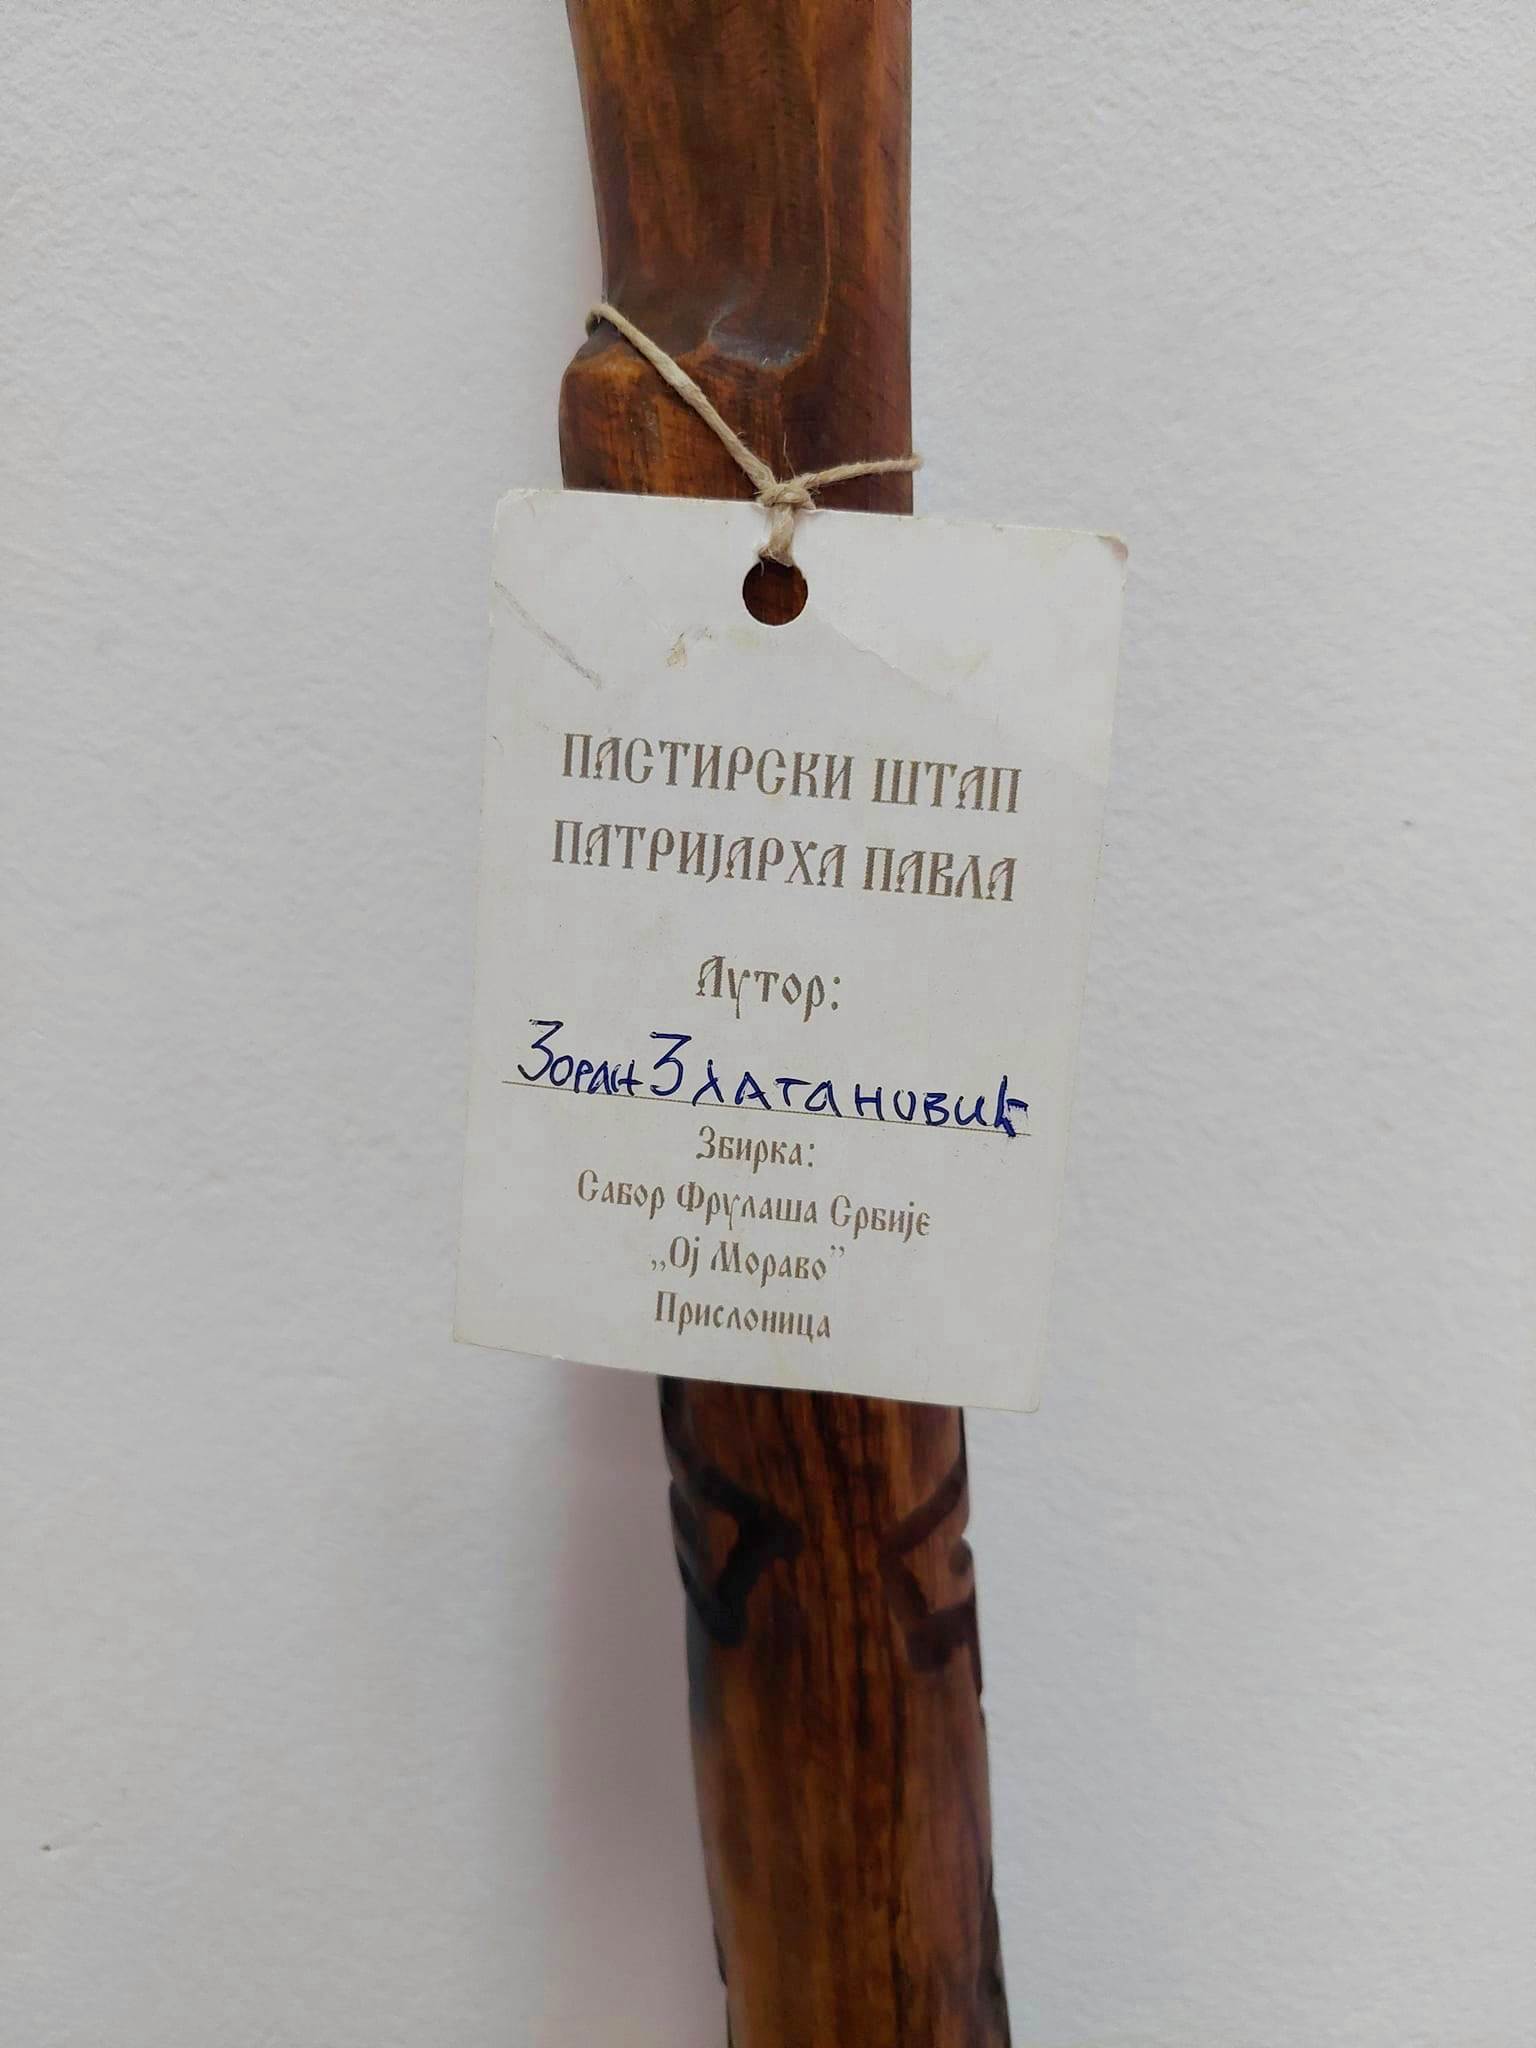 ПАСТИРСКИ ШТАП
ПАТРИЈАРХА ПАВЛА
Аутор:
Зоран Златановић
Збирка:
Сабор Фрулаша Србије
„Ој Мораво”
Прислоница